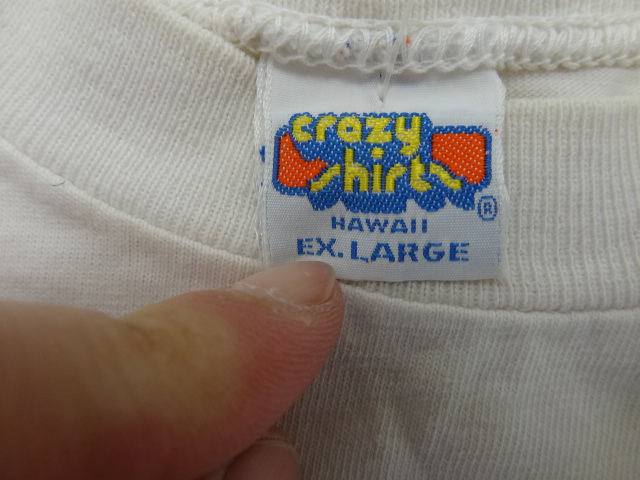 crazy
shirts
®
HAWAII
EX. LARGE